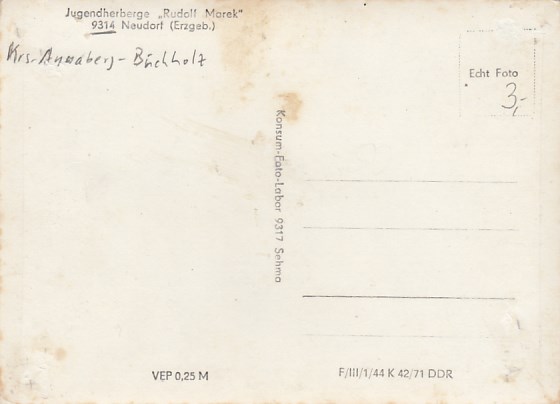 Jugendherberge „Rudolf Marek"
9314 Neudorf (Erzgeb.)
Krs. Annaberg - Buchholz
Echt Foto
3,-
Konsum-Foto-Labor 9317 Sehma
VEP 0,25 M
F/III/1/44 K 42/71 DDR